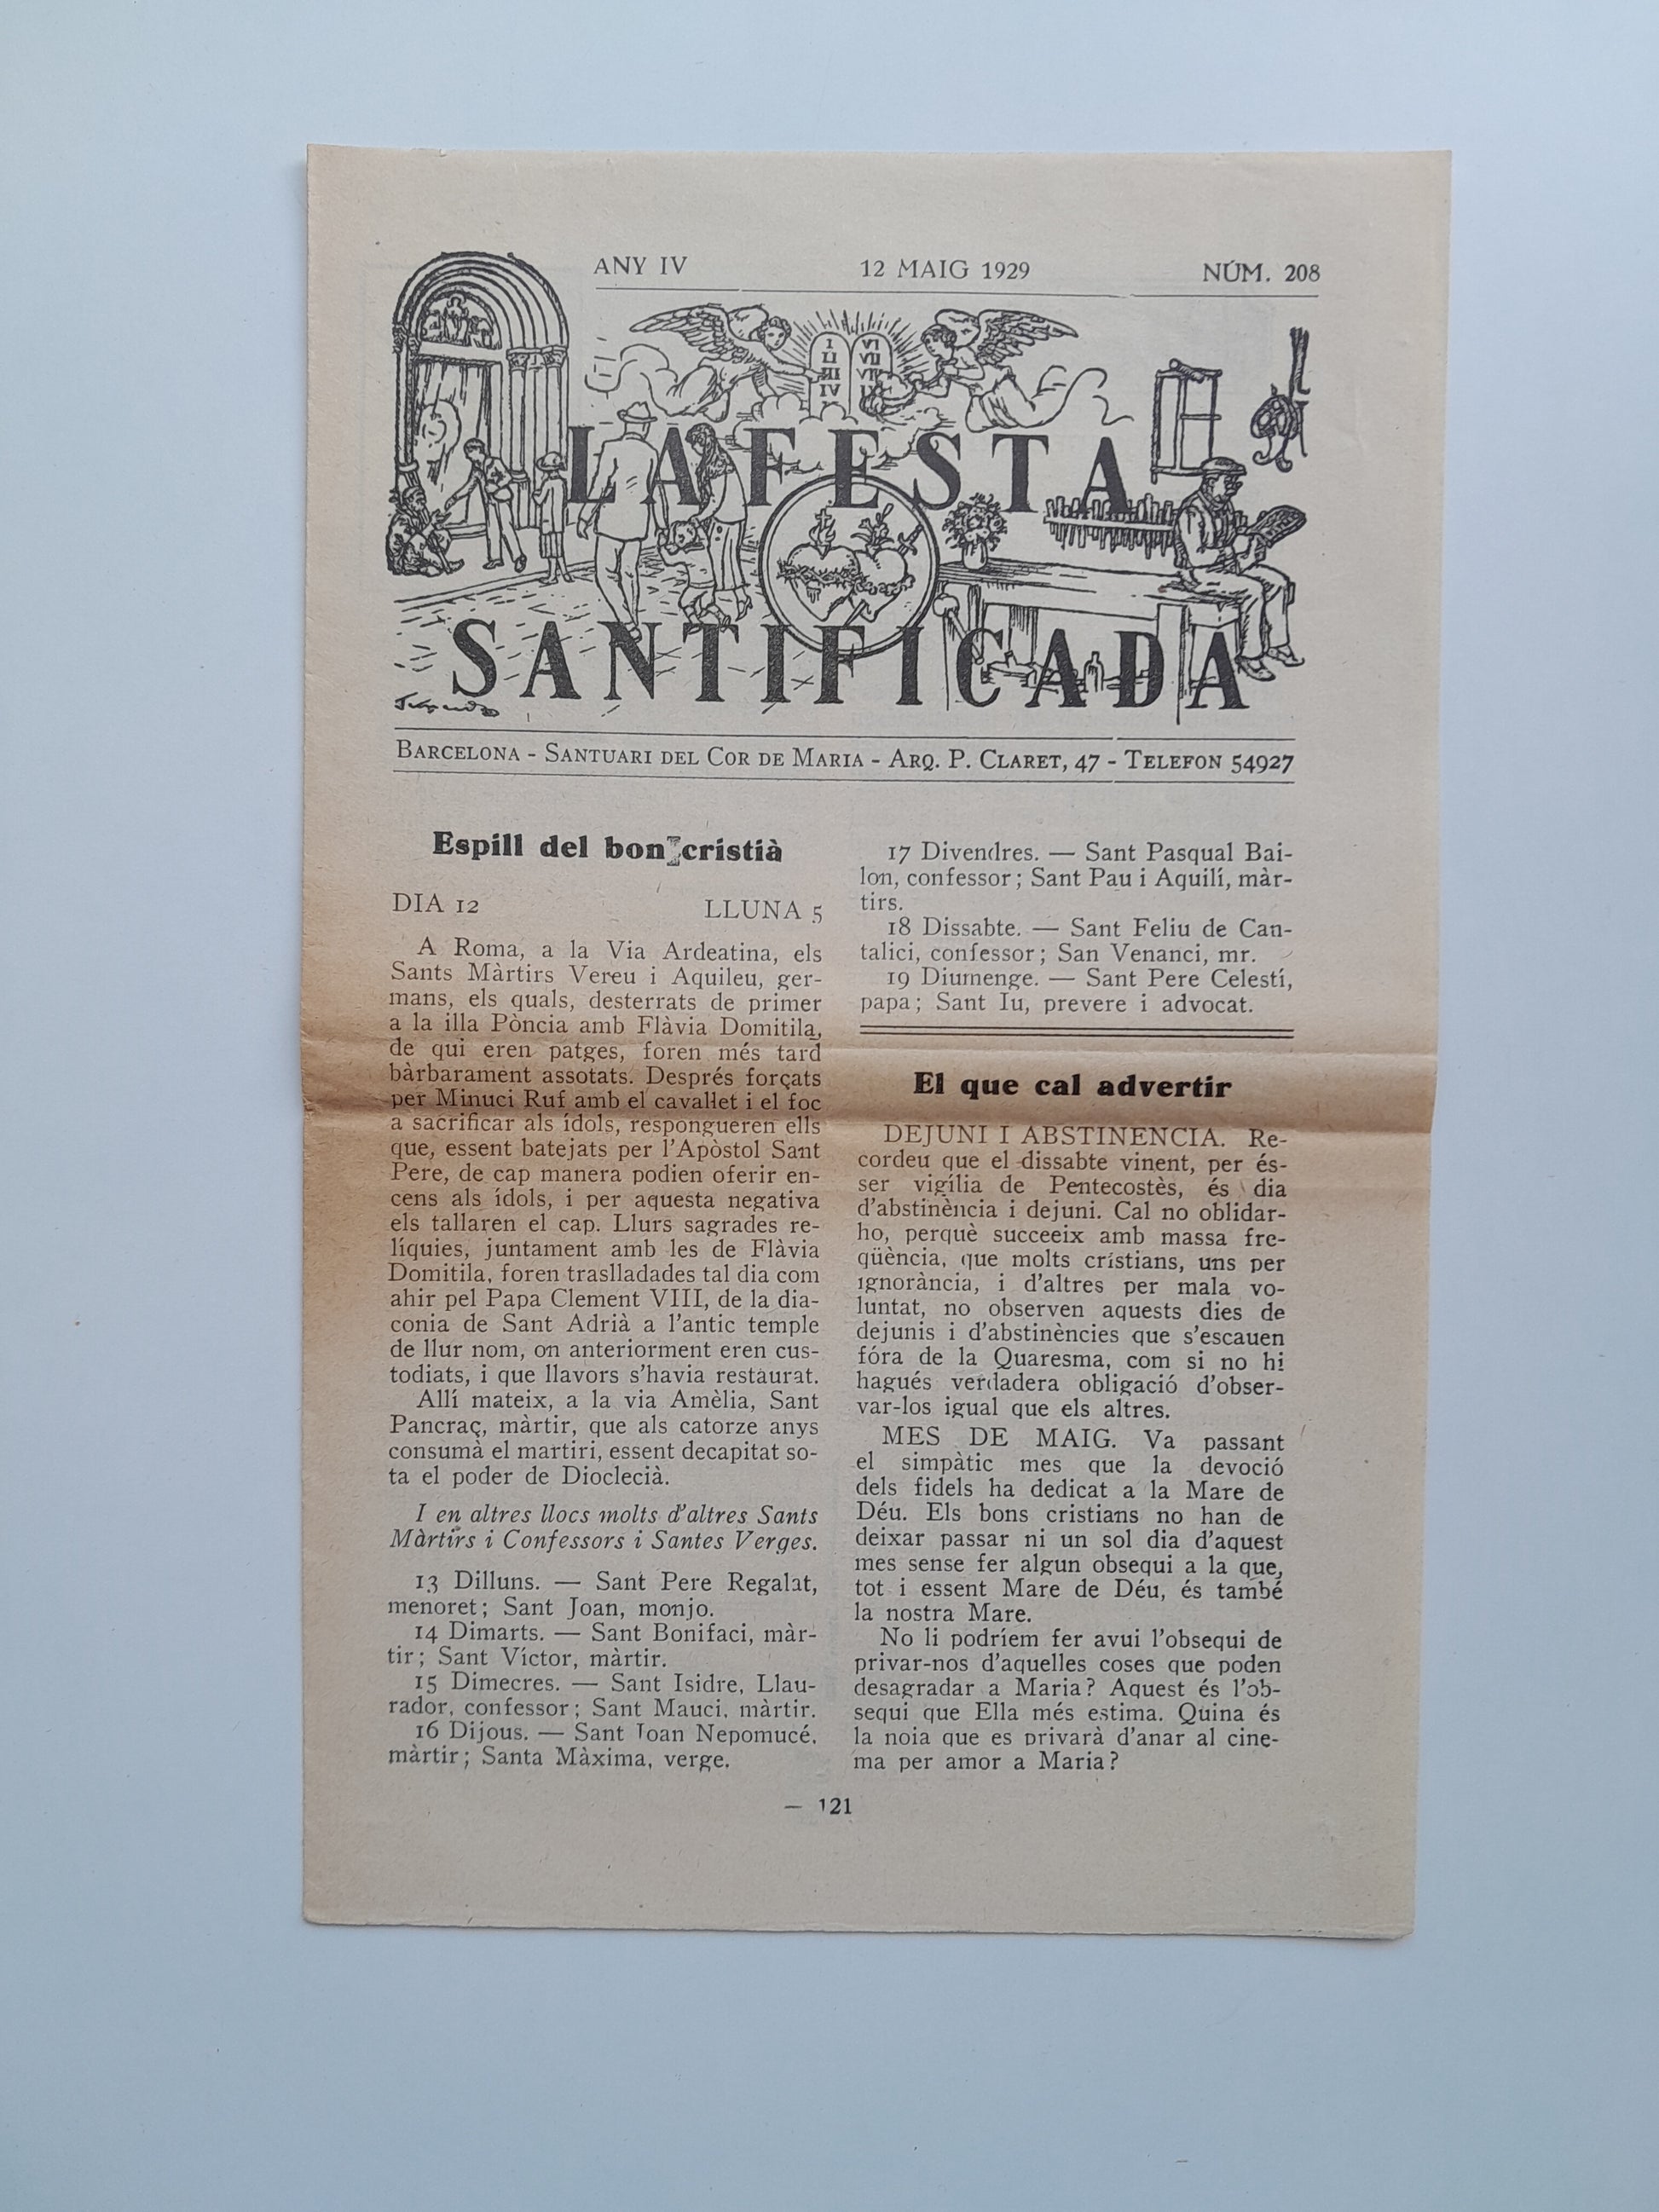 ANY IV 12 MAIG 1929 NÚM. 208
I VI
II VII
III VIII
IV
LA FESTA
SANTIFICADA
BARCELONA - SANTUARI DEL COR DE MARIA - ARQ. P. CLARET, 47 - TELEFON 54927
Espill del bon cristià
DIA 12 LLUNA 5
A Roma, a la Via Ardeatina, els
Sants Màrtirs Vereu i Aquileu, ger-
mans, els quals, desterrats de primer
a la illa Pòncia amb Flàvia Domitila,
de qui eren patges, foren més tard
bàrbarament assotats. Després forçats
per Minuci Ruf amb el cavallet i el foc
a sacrificar als ídols, respongueren ells
que, essent batejats per l'Apòstol Sant
Pere, de cap manera podien oferir en-
cens als ídols, i per aquesta negativa
els tallaren el cap. Llurs sagrades re-
líquies, juntament amb les de Flàvia
Domitila, foren traslladades tal dia com
ahir pel Papa Clement VIII, de la dia-
conia de Sant Adrià a l'antic temple
de llur nom, on anteriorment eren cus-
todiats, i que llavors s'havia restaurat.
Allí mateix, a la via Amèlia, Sant
Pancraç, màrtir, que als catorze anys
consumà el martiri, essent decapitat so-
ta el poder de Dioclecià.
I en altres llocs molts d'altres Sants
Màrtirs i Confessors i Santes Verges.
13 Dilluns. — Sant Pere Regalat,
menoret; Sant Joan, monjo.
14 Dimarts. — Sant Bonifaci, màr-
tir; Sant Víctor, màrtir.
15 Dimecres. — Sant Isidre, Llau-
rador, confessor; Sant Mauci, màrtir.
16 Dijous. — Sant Joan Nepomucé,
màrtir; Santa Màxima, verge.
17 Divendres. — Sant Pasqual Bai-
lon, confessor; Sant Pau i Aquilí, màr-
tirs.
18 Dissabte. — Sant Feliu de Can-
talici, confessor; San Venanci, mr.
19 Diumenge. — Sant Pere Celestí,
papa; Sant Iu, prevere i advocat.
El que cal advertir
DEJUNI I ABSTINENCIA. Re-
cordeu que el dissabte vinent, per és-
ser vigília de Pentecostès, és dia
d'abstinència i dejuni. Cal no oblidar-
ho, perquè succeeix amb massa fre-
qüència, que molts cristians, uns per
ignorància, i d'altres per mala vo-
luntat, no observen aquests dies de
dejunis i d'abstinències que s'escauen
fóra de la Quaresma, com si no hi
hagués verdadera obligació d'obser-
var-los igual que els altres.
MES DE MAIG. Va passant
el simpàtic mes que la devoció
dels fidels ha dedicat a la Mare de
Déu. Els bons cristians no han de
deixar passar ni un sol dia d'aquest
mes sense fer algun obsequi a la que,
tot i essent Mare de Déu, és també
la nostra Mare.
No li podríem fer avui l'obsequi de
privar-nos d'aquelles coses que poden
desagradar a Maria? Aquest és l'ob-
sequi que Ella més estima. Quina és
la noia que es privarà d'anar al cine-
ma per amor a Maria?
— 121